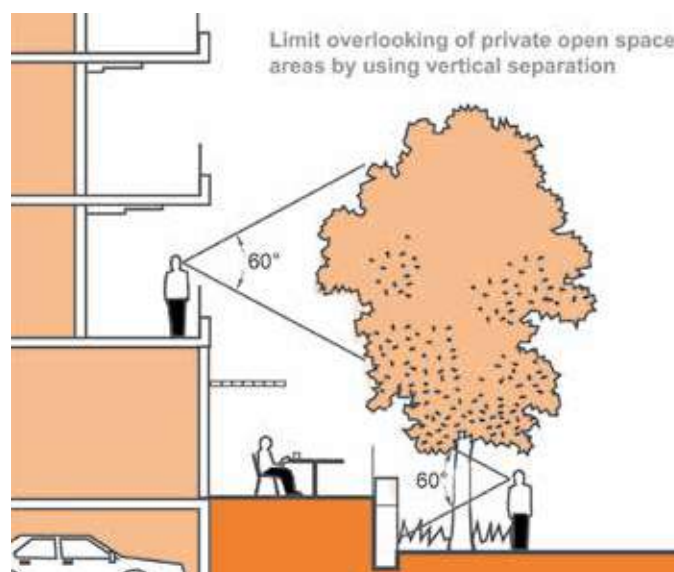 Limit overlooking of private open space
areas by using vertical separation
60°
60°